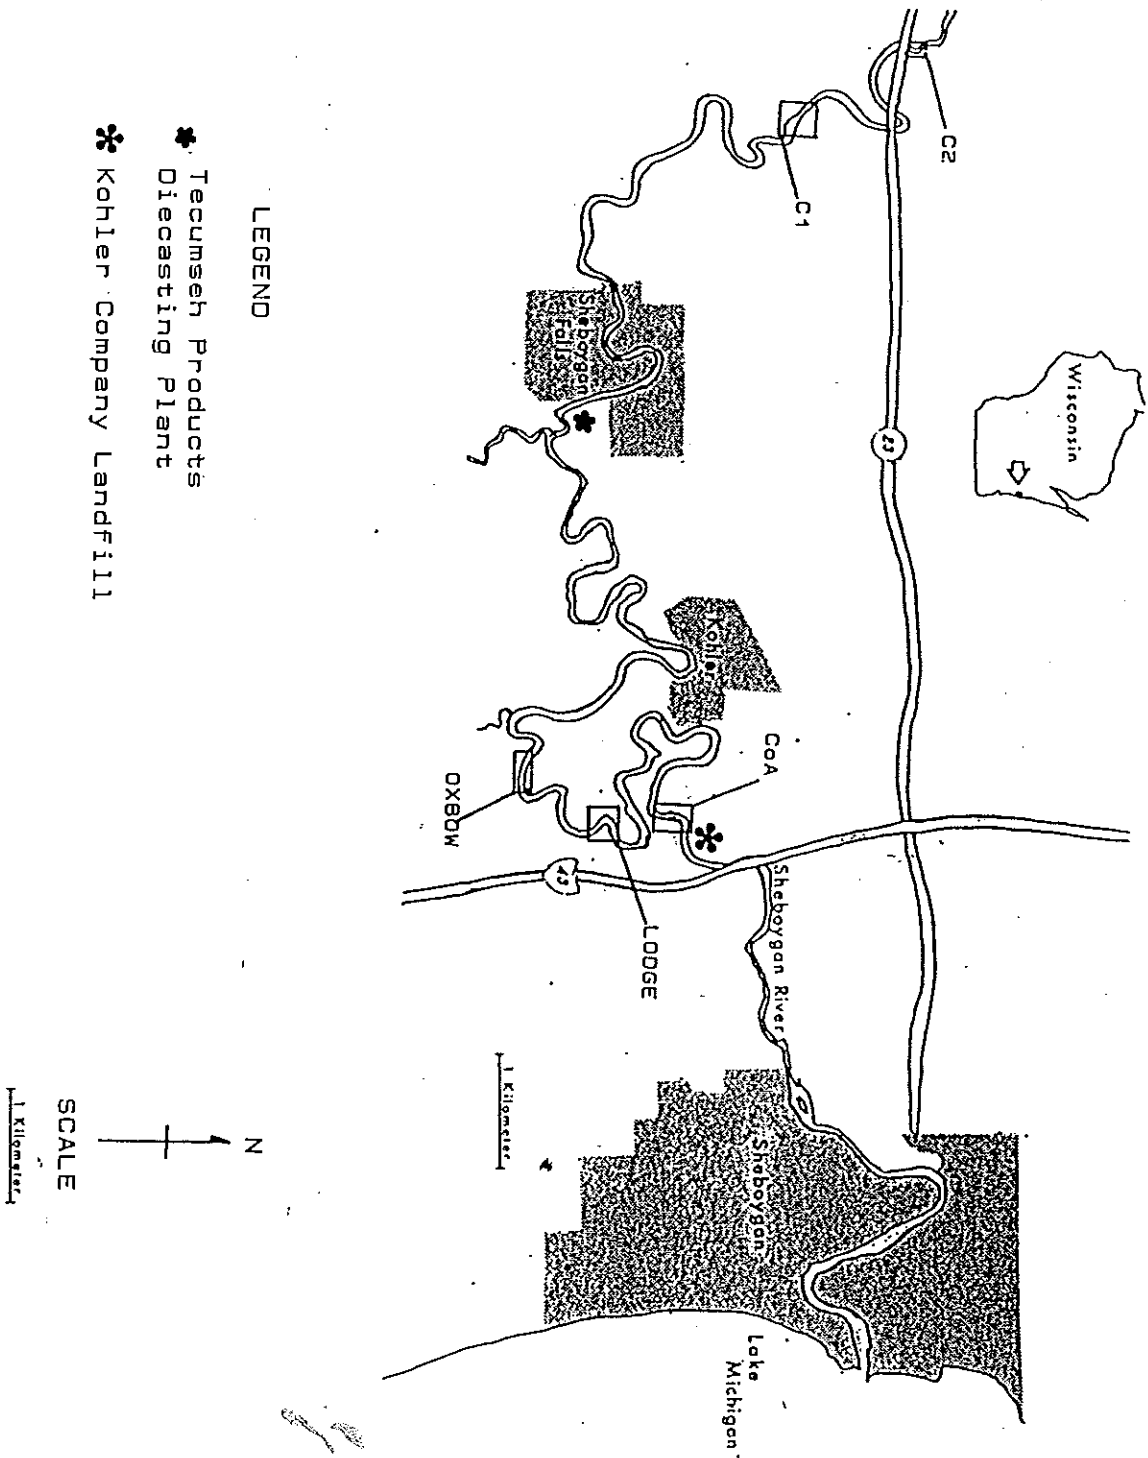 Wisconsin
C2
23
C1
Sheboygan
Falls
Kohler
CoA
OXBOW
43
LODGE
Sheboygan River
Sheboygan
Lake
Michigan
1 Kilometer
LEGEND
Tecumseh Products
Diecasting Plant
Kohler Company Landfill
N
SCALE
1 Kilometer